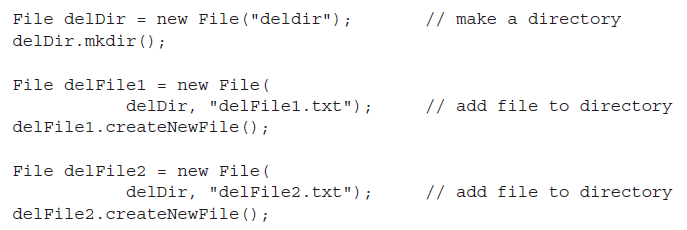 File delDir = new File("deldir");       // make a directory
delDir.mkdir();

File delFile1 = new File(
           delDir, "delFile1.txt");     // add file to directory
delFile1.createNewFile();

File delFile2 = new File(
           delDir, "delFile2.txt");     // add file to directory
delFile2.createNewFile();